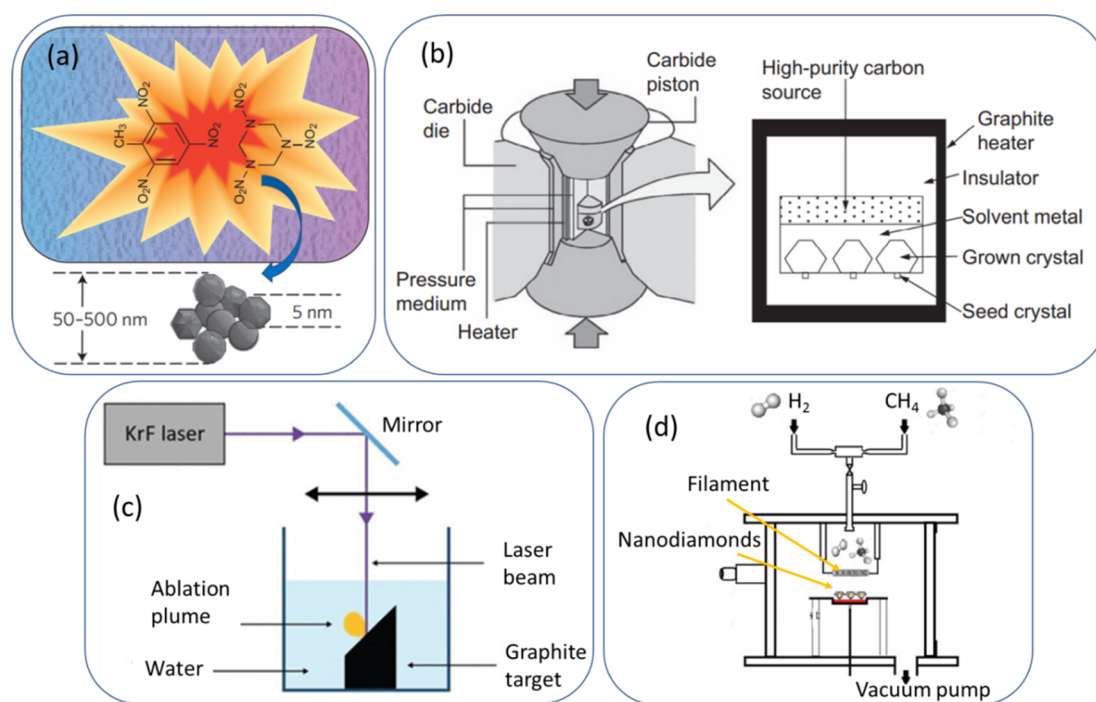 (a)
NO₂
CH₃
NO₂
O₂N
NO₂
N
N
NO₂
N
O₂N
50-500 nm
5 nm
(b)
Carbide
die
Carbide
piston
Pressure
medium
Heater
High-purity carbon
source
Graphite
heater
Insulator
Solvent metal
Grown crystal
Seed crystal
(c)
KrF laser
Mirror
Laser
beam
Ablation
plume
Water
Graphite
target
(d)
H₂
CH₄
Filament
Nanodiamonds
Vacuum pump